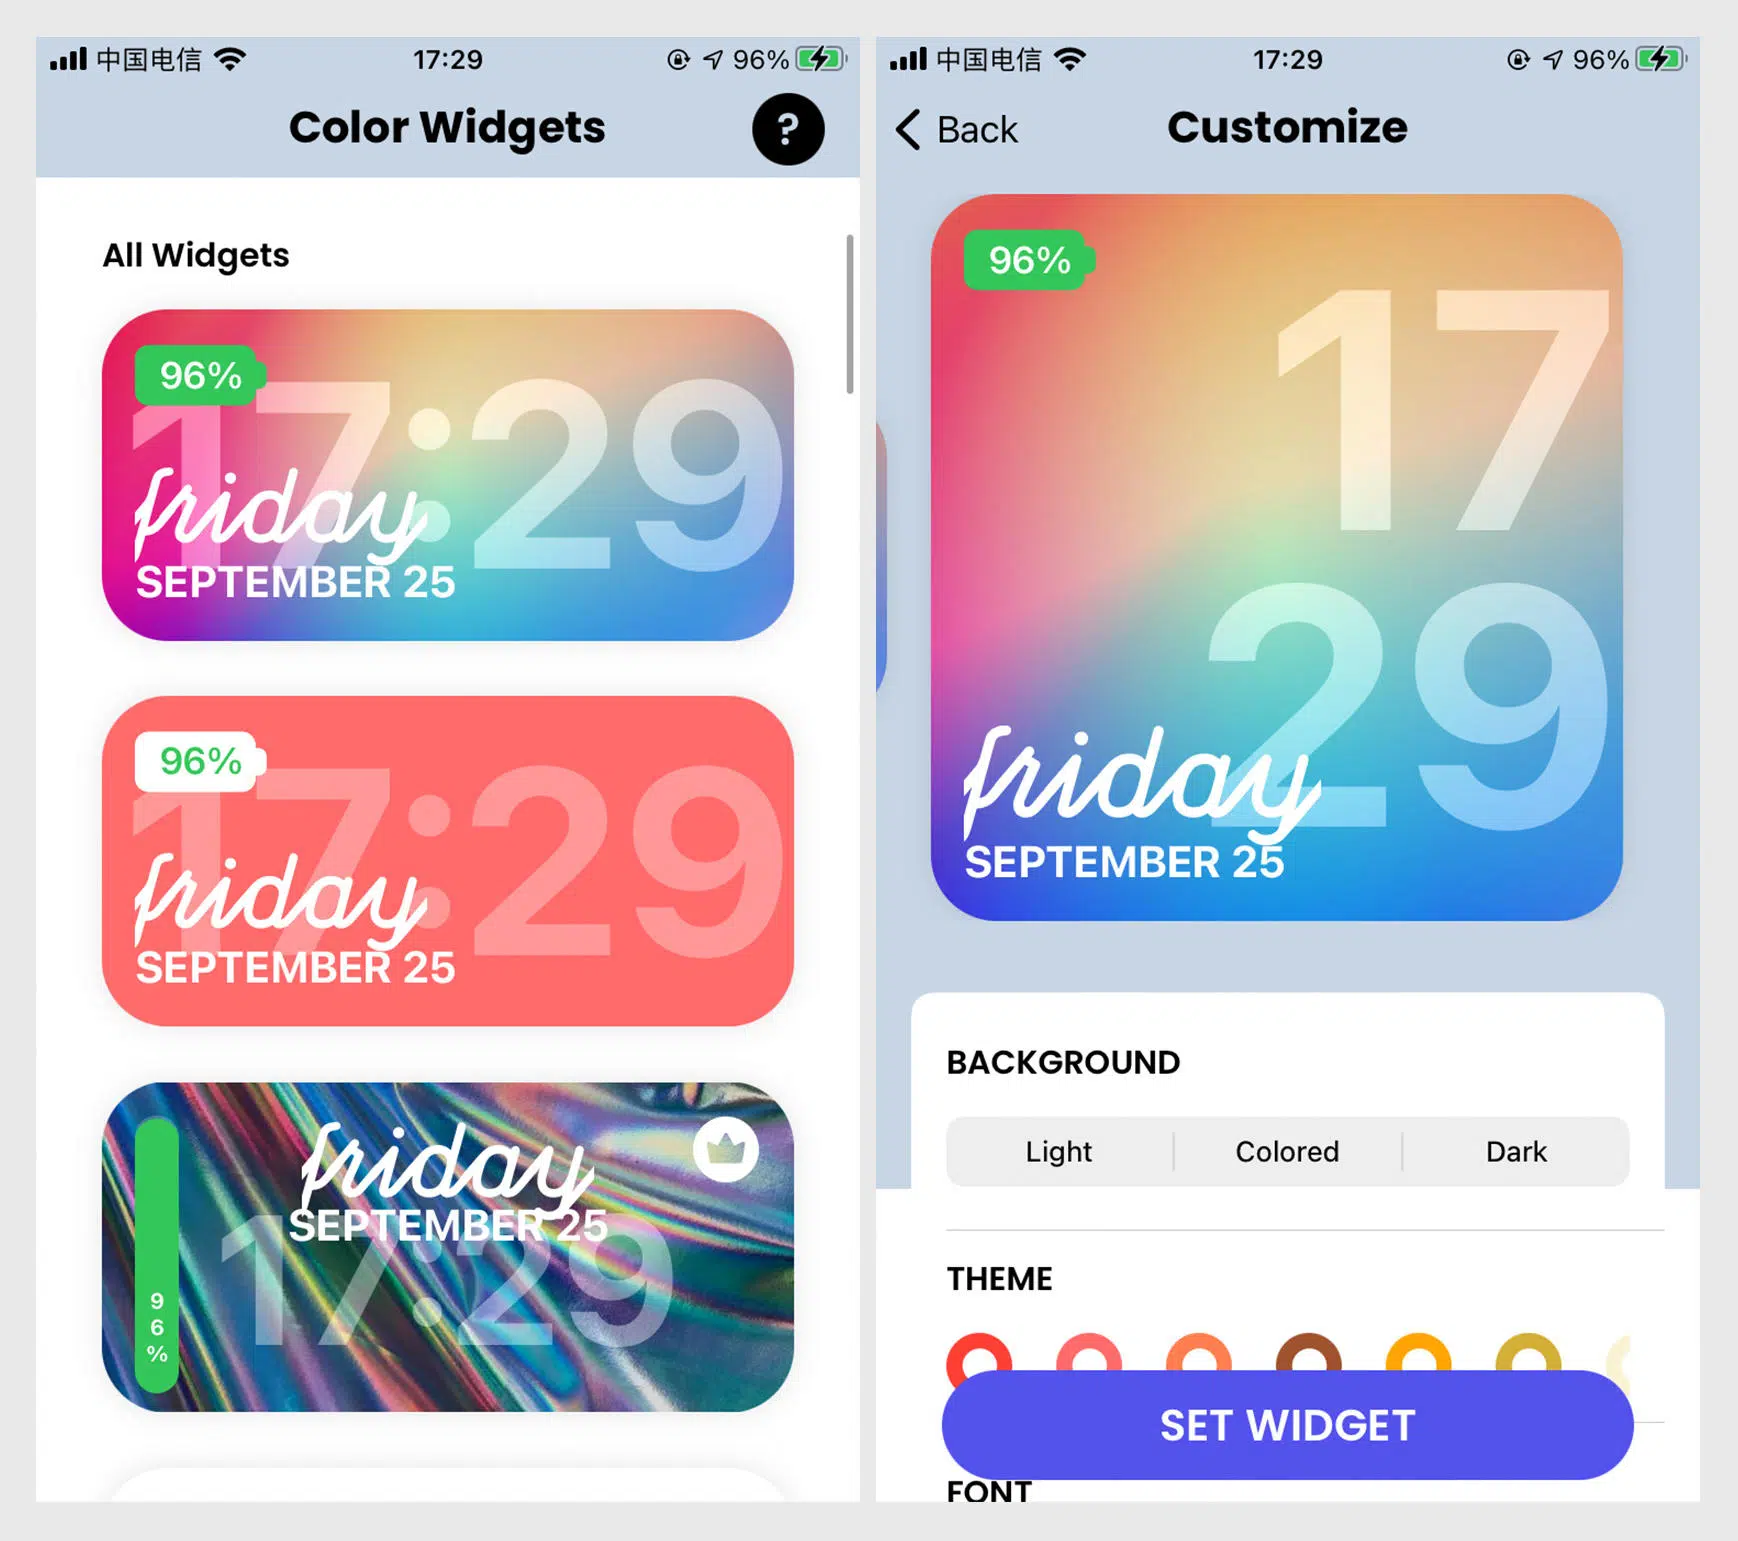 中国电信 17:29 96%
Color Widgets ?
All Widgets
96%
17:29
friday
SEPTEMBER 25
96%
17:29
friday
SEPTEMBER 25
friday
SEPTEMBER 25
17:29
96%
中国电信 17:29 96%
Back Customize
96%
17
29
friday
SEPTEMBER 25
BACKGROUND
Light Colored Dark
THEME
SET WIDGET
FONT